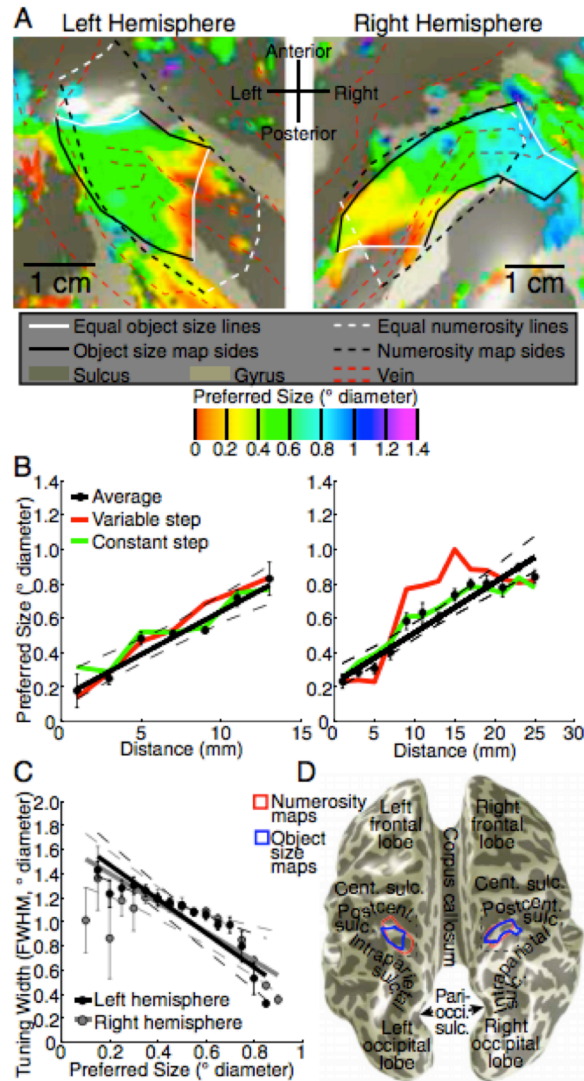 A Left Hemisphere Right Hemisphere
Anterior
Left Right
Posterior
1 cm 1 cm
Equal object size lines Equal numerosity lines
Object size map sides Numerosity map sides
Sulcus Gyrus Vein
Preferred Size (° diameter)
0 0.2 0.4 0.6 0.8 1 1.2 1.4
B
Preferred Size (° diameter)
1.4
1.2
1.0
0.8
0.6
0.4
0.2
0
Average
Variable step
Constant step
0 5 10 15
Distance (mm)
1.4
1.2
1.0
0.8
0.6
0.4
0.2
0
0 5 10 15 20 25 30
Distance (mm)
C
Tuning Width (FWHM, ° diameter)
2.0
1.8
1.6
1.4
1.2
1.0
0.8
0.6
0.4
0.2
0
Left hemisphere
Right hemisphere
0 0.2 0.4 0.6 0.8 1
Preferred Size (° diameter)
Numerosity
maps
Object
size maps
D
Left
frontal
lobe
Right
frontal
lobe
Corpus callosum
Cent. sulc.
Cent. sulc.
Postcent.
sulc.
Postcent.
sulc.
Intraparietal
sulcus
Intraparietal
Pari-
occi.
sulc.
Left
occipital
lobe
Right
occipital
lobe